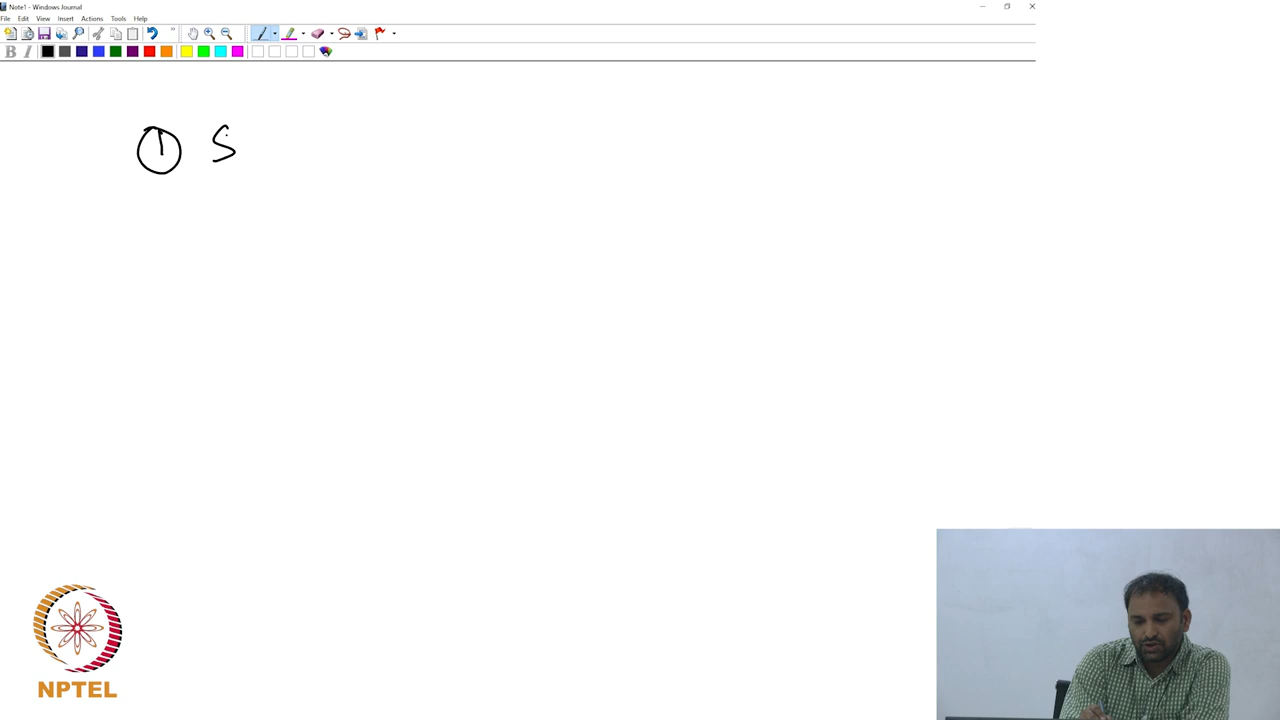 Note1 - Windows Journal
File Edit View Insert Actions Tools Help
B I
① S
NPTEL